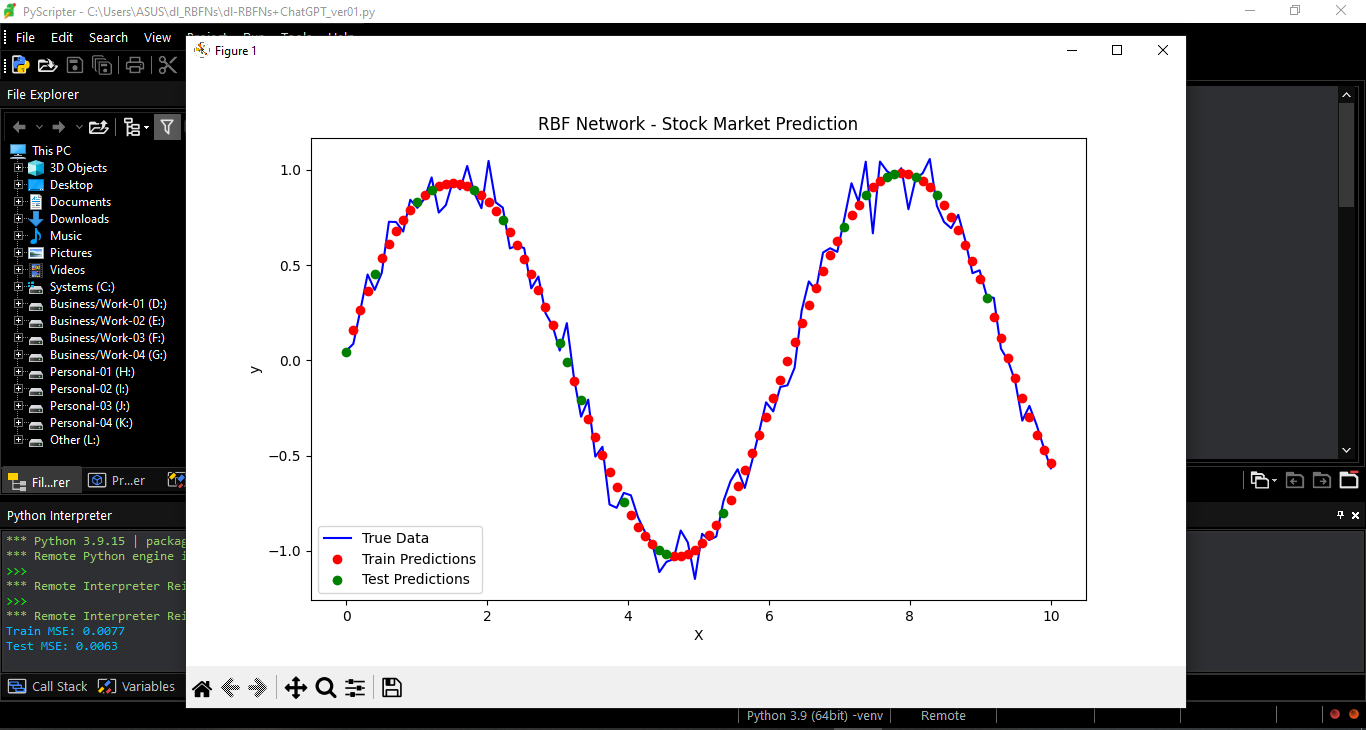 PyScripter - C:\Users\ASUS\dl_RBFNs\dl-RBFNs+ChatGPT_ver01.py
File Edit Search View
Figure 1
File Explorer
This PC
3D Objects
Desktop
Documents
Downloads
Music
Pictures
Videos
Systems (C:)
Business/Work-01 (D:)
Business/Work-02 (E:)
Business/Work-03 (F:)
Business/Work-04 (G:)
Personal-01 (H:)
Personal-02 (I:)
Personal-03 (J:)
Personal-04 (K:)
Other (L:)
Fil...rer Pr...er
Python Interpreter
*** Python 3.9.15 | packag
*** Remote Python engine i
>>>
*** Remote Interpreter Rei
>>>
*** Remote Interpreter Rei
Train MSE: 0.0077
Test MSE: 0.0063
Call Stack Variables
RBF Network - Stock Market Prediction
1.0
0.5
0.0
−0.5
−1.0
y
True Data
Train Predictions
Test Predictions
0 2 4 6 8 10
X
Python 3.9 (64bit) -venv Remote